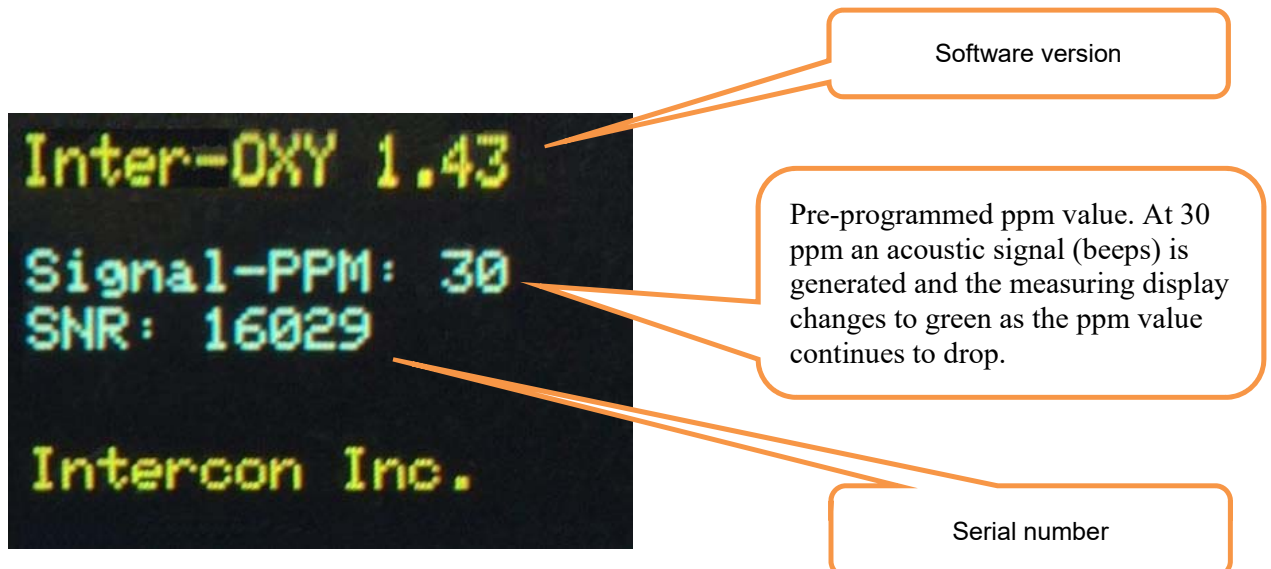 Software version
Inter-OXY 1.43
Pre-programmed ppm value. At 30
ppm an acoustic signal (beeps) is
generated and the measuring display
changes to green as the ppm value
continues to drop.
Signal-PPM: 30
SNR: 16029
Intercon Inc.
Serial number